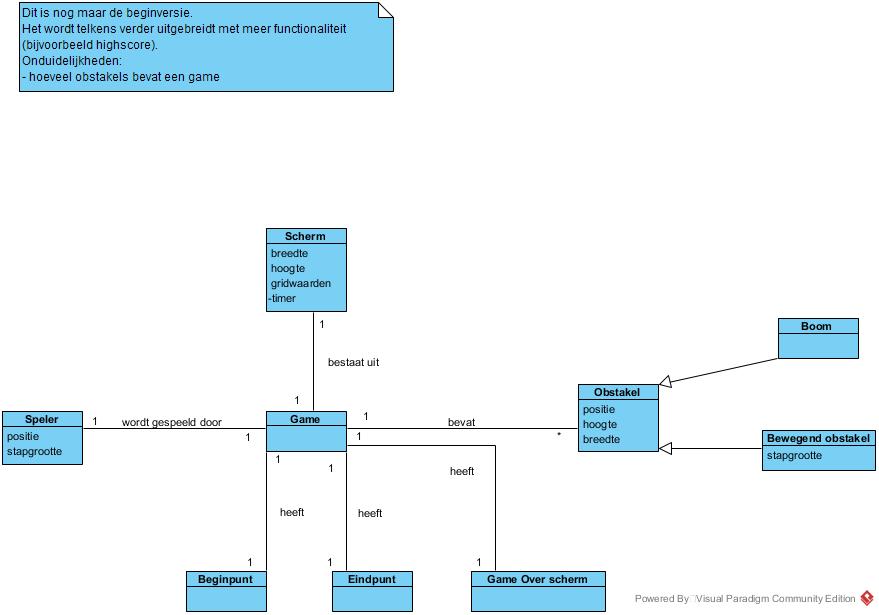 Dit is nog maar de beginversie.
Het wordt telkens verder uitgebreidt met meer functionaliteit
(bijvoorbeeld highscore).
Onduidelijkheden:
- hoeveel obstakels bevat een game
Scherm
breedte
hoogte
gridwaarden
-timer
1
bestaat uit
1
Boom
Obstakel
positie
hoogte
breedte
Bewegend obstakel
stapgrootte
Speler
positie
stapgrootte
1
wordt gespeeld door
1
Game
1
bevat
*
1
heeft
1
1
heeft
heeft
1
1
1
Beginpunt
Eindpunt
Game Over scherm
Powered By Visual Paradigm Community Edition